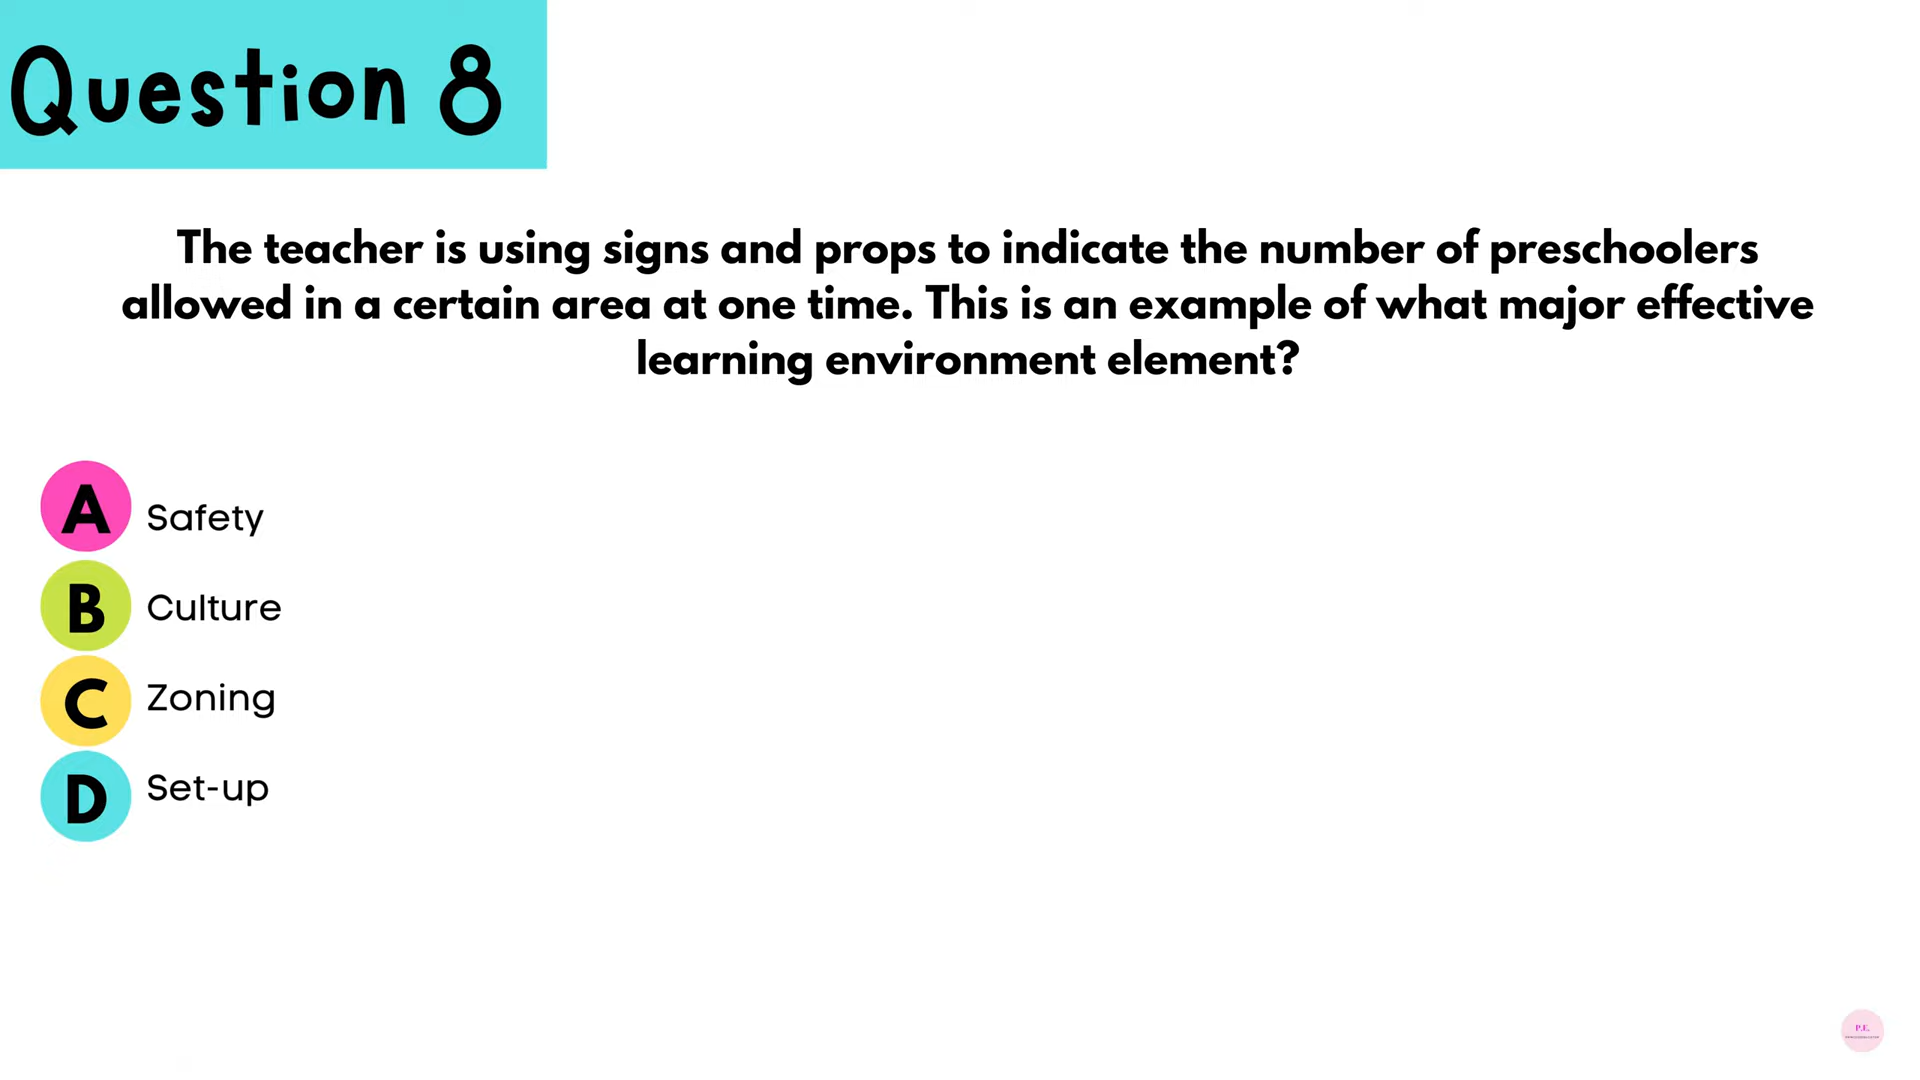 Question 8
The teacher is using signs and props to indicate the number of preschoolers
allowed in a certain area at one time. This is an example of what major effective
learning environment element?
A Safety
B Culture
C Zoning
D Set-up
P.E.